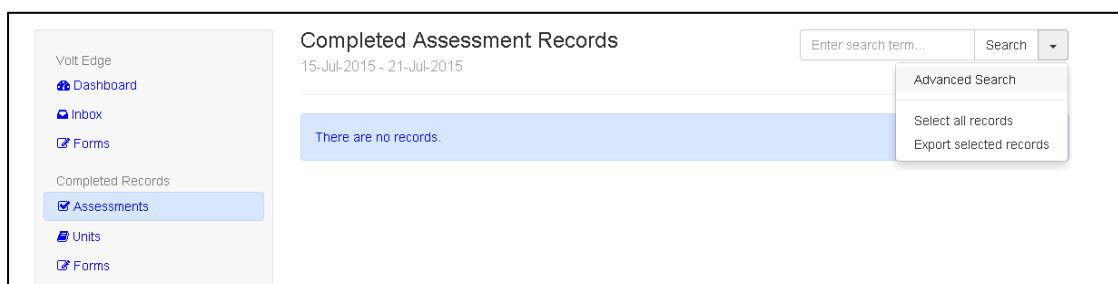 Volt Edge
Dashboard
Inbox
Forms
Completed Records
Assessments
Units
Forms
Completed Assessment Records
15-Jul-2015 - 21-Jul-2015
Enter search term... Search
Advanced Search
Select all records
Export selected records
There are no records.